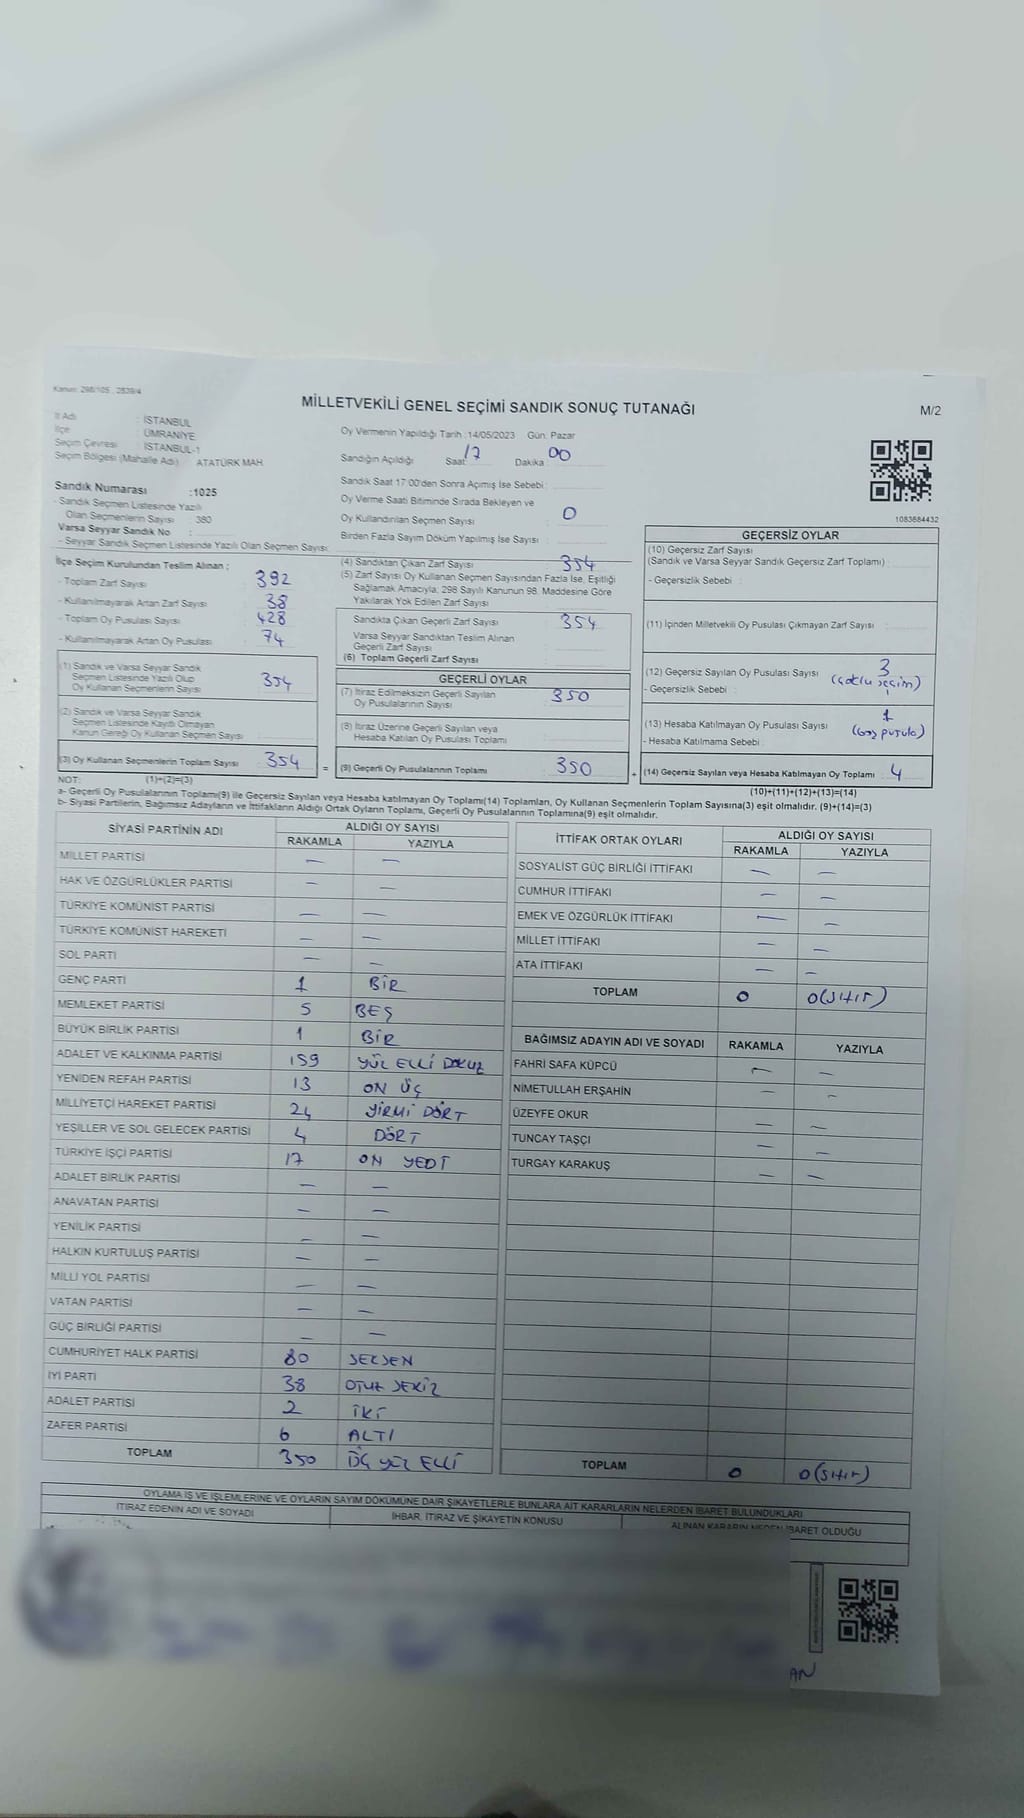 Kanun: 298/105, 2839/4
MİLLETVEKİLİ GENEL SEÇİMİ SANDIK SONUÇ TUTANAĞI
M/2
İl Adı : İSTANBUL
İlçe : ÜMRANİYE
Seçim Çevresi : İSTANBUL-1
Seçim Bölgesi (Mahalle Adı) ATATÜRK MAH
Oy Vermenin Yapıldığı Tarih :14/05/2023 Gün: Pazar
Sandığın Açıldığı Saat 17 Dakika 00
Sandık Saat 17:00'den Sonra Açımış İse Sebebi :
Oy Verme Saati Bitiminde Sırada Bekleyen ve
Oy Kullandırılan Seçmen Sayısı : 0
Birden Fazla Sayım Döküm Yapılmış İse Sayısı :
1083684432
Sandık Numarası :1025
- Sandık Seçmen Listesinde Yazılı
Olan Seçmenlerin Sayısı : 380
Varsa Seyyar Sandık No :
- Seyyar Sandık Seçmen Listesinde Yazılı Olan Seçmen Sayısı:
İlçe Seçim Kurulundan Teslim Alınan ;
- Toplam Zarf Sayısı : 392
- Kullanılmayarak Artan Zarf Sayısı : 38
- Toplam Oy Pusulası Sayısı : 428
- Kullanılmayarak Artan Oy Pusulası : 74
(1) Sandık ve Varsa Seyyar Sandık
Seçmen Listesinde Yazılı Olup
Oy Kullanan Seçmenlerin Sayısı : 354
(2) Sandık ve Varsa Seyyar Sandık
Seçmen Listesinde Kayıtlı Olmayan
Kanun Gereği Oy Kullanan Seçmen Sayısı :
(3) Oy Kullanan Seçmenlerin Toplam Sayısı : 354 =
(4) Sandıktan Çıkan Zarf Sayısı : 354
(5) Zarf Sayısı Oy Kullanan Seçmen Sayısından Fazla İse, Eşitliği
Sağlamak Amacıyla; 298 Sayılı Kanunun 98. Maddesine Göre
Yakılarak Yok Edilen Zarf Sayısı :
Sandıkta Çıkan Geçerli Zarf Sayısı : 354
Varsa Seyyar Sandıktan Teslim Alınan
Geçerli Zarf Sayısı :
(6) Toplam Geçerli Zarf Sayısı :
GEÇERLİ OYLAR
(7) İtiraz Edilmeksizin Geçerli Sayılan
Oy Pusulalarının Sayısı : 350
(8) İtiraz Üzerine Geçerli Sayılan veya
Hesaba Katılan Oy Pusulası Toplamı :
(9) Geçerli Oy Pusulalarının Toplamı : 350 +
GEÇERSİZ OYLAR
(10) Geçersiz Zarf Sayısı
(Sandık ve Varsa Seyyar Sandık Geçersiz Zarf Toplamı) :
- Geçersizlik Sebebi :
(11) İçinden Milletvekili Oy Pusulası Çıkmayan Zarf Sayısı :
(12) Geçersiz Sayılan Oy Pusulası Sayısı : 3
- Geçersizlik Sebebi : (çoklu seçim)
(13) Hesaba Katılmayan Oy Pusulası Sayısı : 1
- Hesaba Katılmama Sebebi : (boş pusula)
(14) Geçersiz Sayılan veya Hesaba Katılmayan Oy Toplamı : 4
NOT: (1)+(2)=(3)
(10)+(11)+(12)+(13)=(14)
a- Geçerli Oy Pusulalarının Toplamı(9) ile Geçersiz Sayılan veya Hesaba katılmayan Oy Toplamı(14) Toplamları, Oy Kullanan Seçmenlerin Toplam Sayısına(3) eşit olmalıdır. (9)+(14)=(3)
b- Siyasi Partilerin, Bağımsız Adayların ve İttifakların Aldığı Ortak Oyların Toplamı, Geçerli Oy Pusulalarının Toplamına(9) eşit olmalıdır.
SİYASİ PARTİNİN ADI ALDIĞI OY SAYISI
RAKAMLA YAZIYLA
MİLLET PARTİSİ — —
HAK VE ÖZGÜRLÜKLER PARTİSİ — —
TÜRKİYE KOMÜNİST PARTİSİ — —
TÜRKİYE KOMÜNİST HAREKETİ — —
SOL PARTİ — —
GENÇ PARTİ 1 BİR
MEMLEKET PARTİSİ 5 BEŞ
BÜYÜK BİRLİK PARTİSİ 1 BİR
ADALET VE KALKINMA PARTİSİ 159 YÜZ ELLİ DOKUZ
YENİDEN REFAH PARTİSİ 13 ON ÜÇ
MİLLİYETÇİ HAREKET PARTİSİ 24 YİRMİ DÖRT
YEŞİLLER VE SOL GELECEK PARTİSİ 4 DÖRT
TÜRKİYE İŞÇİ PARTİSİ 17 ON YEDİ
ADALET BİRLİK PARTİSİ — —
ANAVATAN PARTİSİ — —
YENİLİK PARTİSİ — —
HALKIN KURTULUŞ PARTİSİ — —
MİLLİ YOL PARTİSİ — —
VATAN PARTİSİ — —
GÜÇ BİRLİĞİ PARTİSİ — —
CUMHURİYET HALK PARTİSİ 80 SEKSEN
İYİ PARTİ 38 OTUZ SEKİZ
ADALET PARTİSİ 2 İKİ
ZAFER PARTİSİ 6 ALTI
TOPLAM 350 ÜÇ YÜZ ELLİ
İTTİFAK ORTAK OYLARI ALDIĞI OY SAYISI
RAKAMLA YAZIYLA
SOSYALİST GÜÇ BİRLİĞİ İTTİFAKI — —
CUMHUR İTTİFAKI — —
EMEK VE ÖZGÜRLÜK İTTİFAKI — —
MİLLET İTTİFAKI — —
ATA İTTİFAKI — —
TOPLAM 0 0(sıfır)
BAĞIMSIZ ADAYIN ADI VE SOYADI RAKAMLA YAZIYLA
FAHRİ SAFA KÜPCÜ — —
NİMETULLAH ERŞAHİN — —
ÜZEYFE OKUR — —
TUNCAY TAŞÇI — —
TURGAY KARAKUŞ — —
TOPLAM 0 0(sıfır)
OYLAMA İŞ VE İŞLEMLERİNE VE OYLARIN SAYIM DÖKÜMÜNE DAİR ŞİKAYETLERLE BUNLARA AİT KARARLARIN NELERDEN İBARET BULUNDUKLARI
İTİRAZ EDENİN ADI VE SOYADI İHBAR, İTİRAZ VE ŞİKAYETİN KONUSU ALINAN KARARIN NEDEN İBARET OLDUĞU
AN